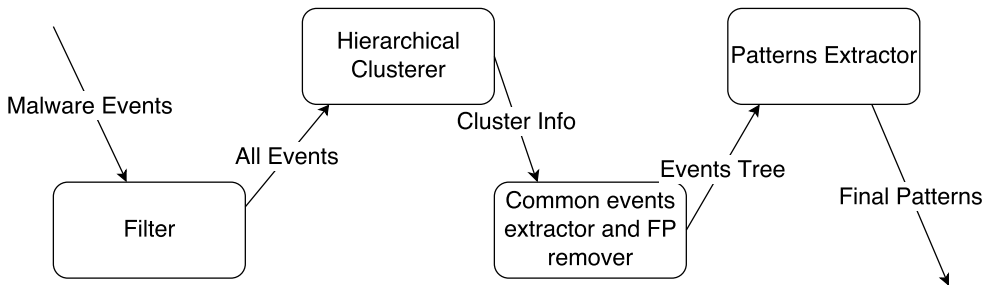 Malware Events
Filter
All Events
Hierarchical
Clusterer
Cluster Info
Common events
extractor and FP
remover
Events Tree
Patterns Extractor
Final Patterns